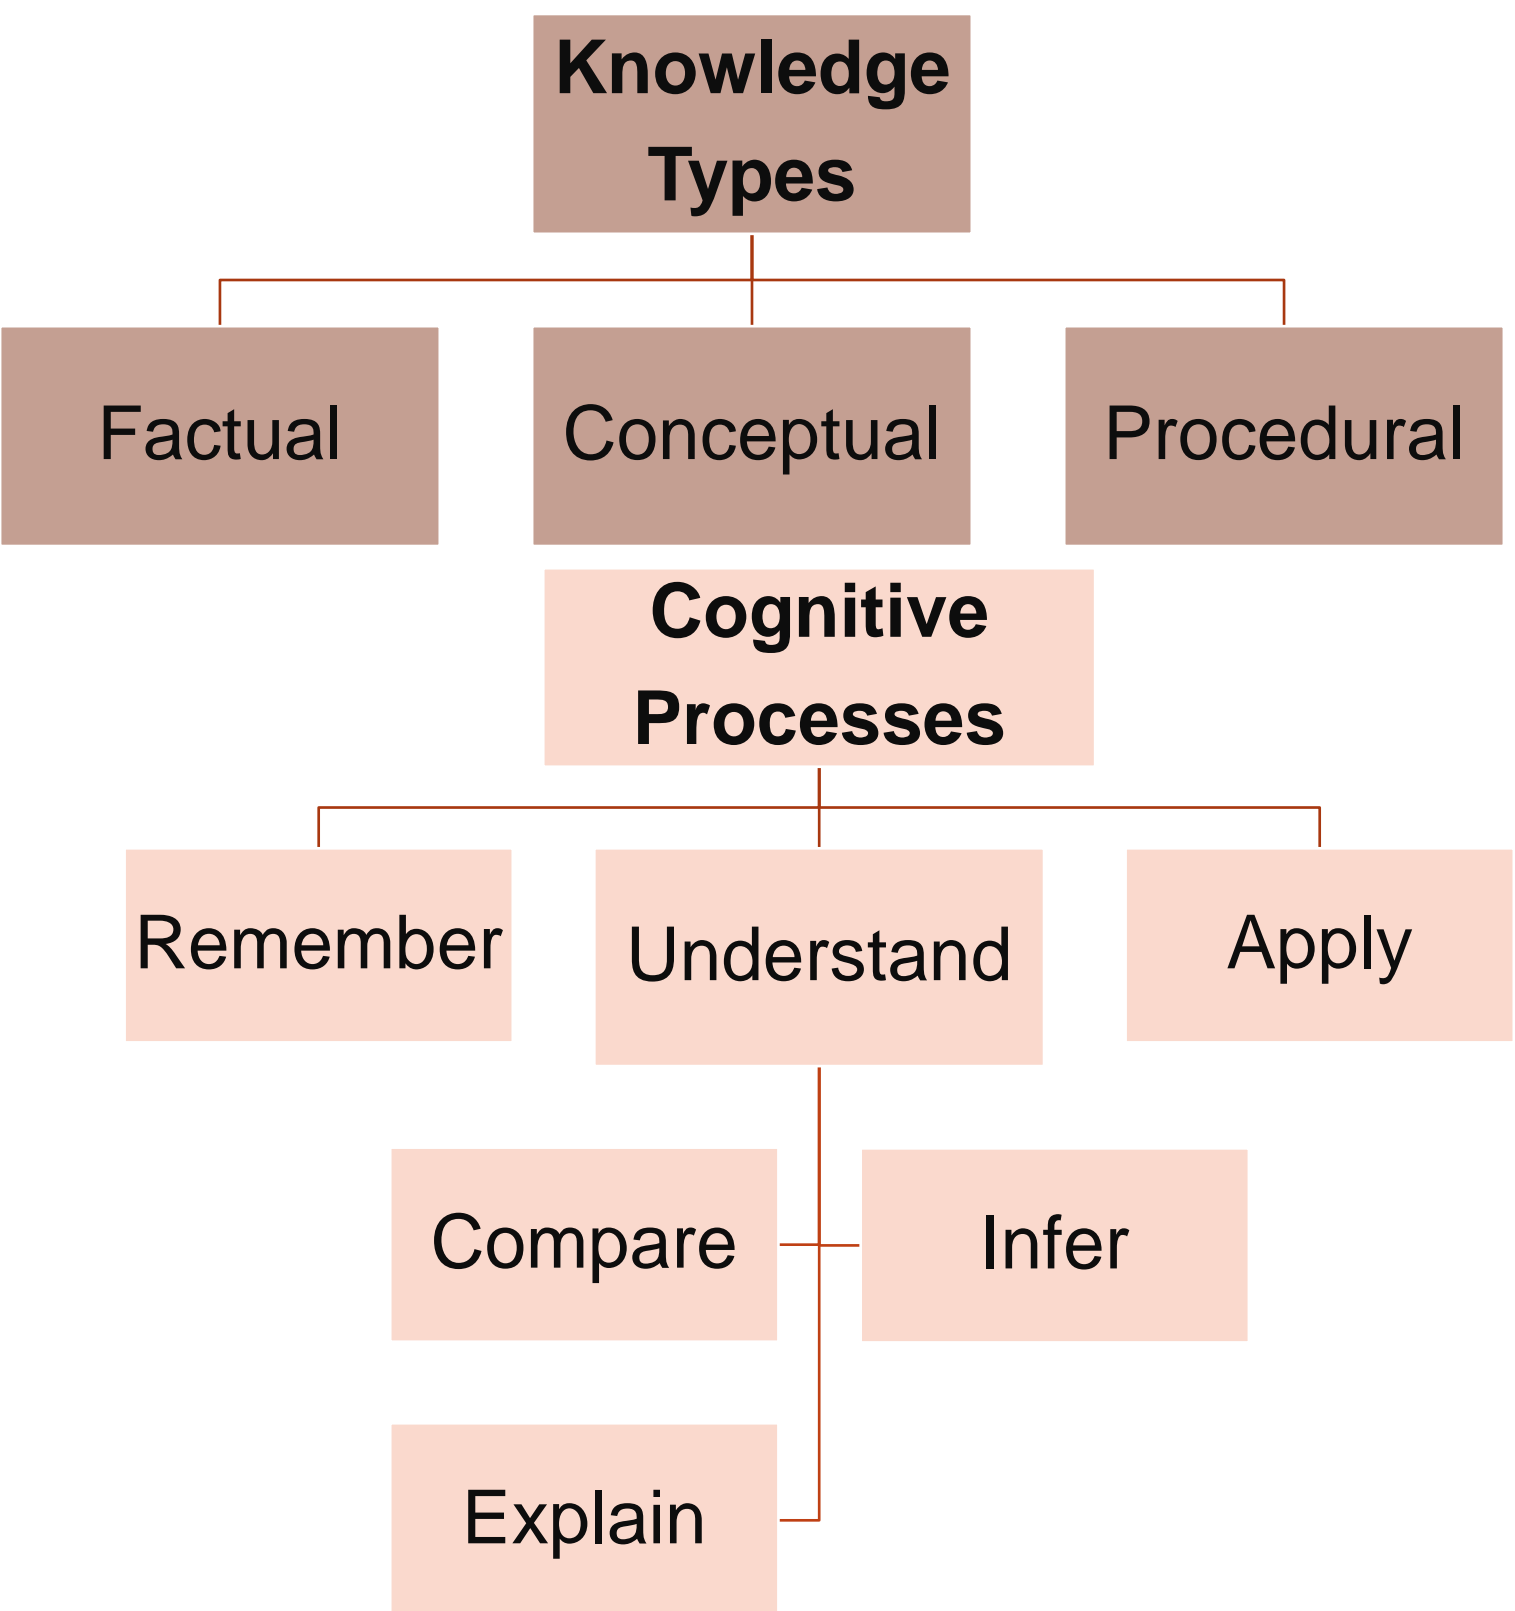 Knowledge
Types
Factual
Conceptual
Procedural
Cognitive
Processes
Remember
Understand
Apply
Compare
Infer
Explain